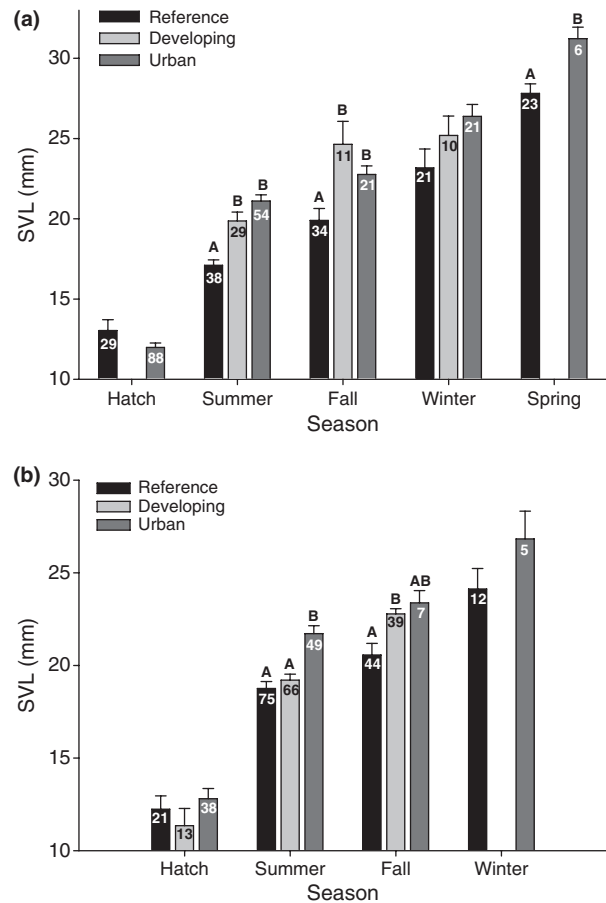 (a)
Reference
Developing
Urban
SVL (mm)
30
25
20
15
10
29 88
A 38 B 29 B 54
A 34 B 11 B 21
21 10 21
A 23 B 6
Hatch Summer Fall Winter Spring
Season
(b)
Reference
Developing
Urban
SVL (mm)
30
25
20
15
10
21 13 38
A 75 A 66 B 49
A 44 B 39 AB 7
12 5
Hatch Summer Fall Winter
Season